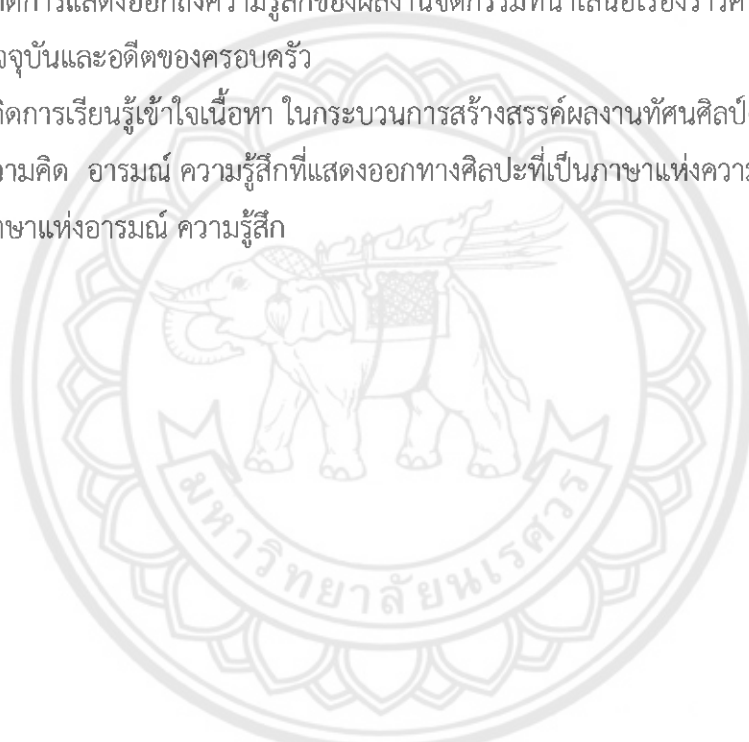 กิดการแสดงออกถึงความรู้สึกของผลงานจิตกรรมที่นำเสนอเรื่องราว
จจุบันและอดีตของครอบครัว
กิดการเรียนรู้เข้าใจเนื้อหา ในกระบวนการสร้างสรรค์ผลงานทัศนศิลป์
วามคิด อารมณ์ ความรู้สึกที่แสดงออกทางศิลปะที่เป็นภาษาแห่งความ
าษาแห่งอารมณ์ ความรู้สึก
มหาวิทยาลัยนเรศวร